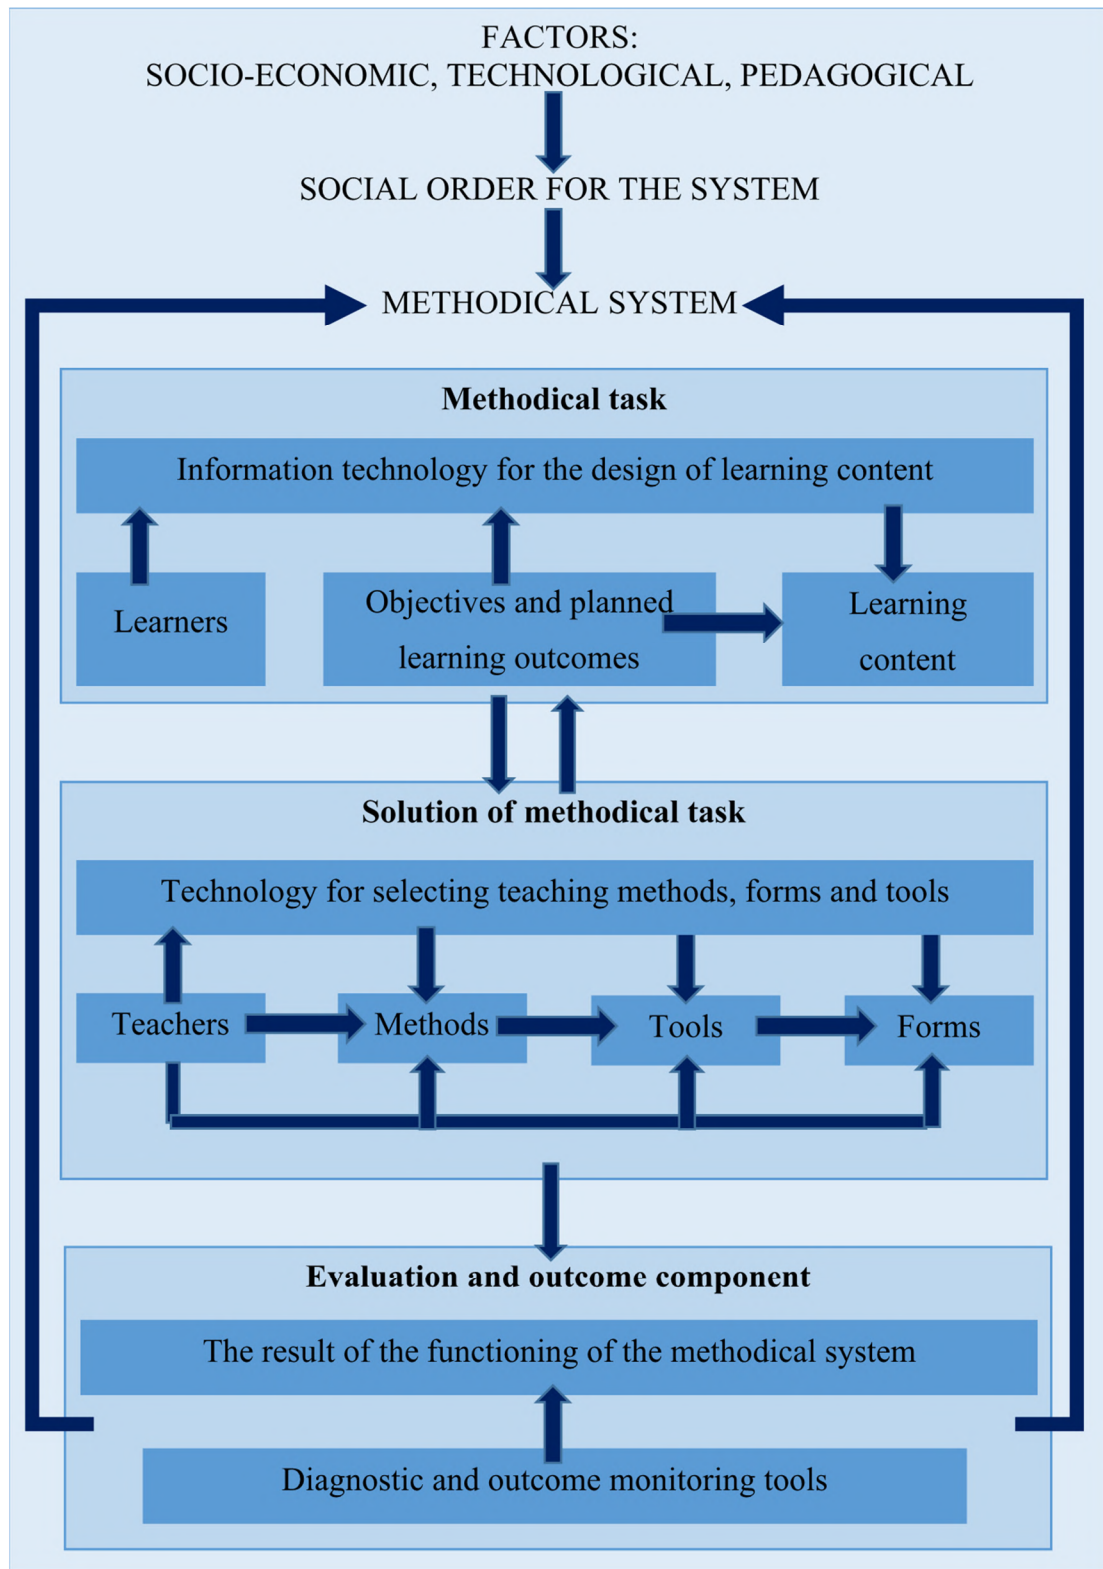 FACTORS:
SOCIO-ECONOMIC, TECHNOLOGICAL, PEDAGOGICAL
SOCIAL ORDER FOR THE SYSTEM
METHODICAL SYSTEM
Methodical task
Information technology for the design of learning content
Learners
Objectives and planned
learning outcomes
Learning
content
Solution of methodical task
Technology for selecting teaching methods, forms and tools
Teachers
Methods
Tools
Forms
Evaluation and outcome component
The result of the functioning of the methodical system
Diagnostic and outcome monitoring tools